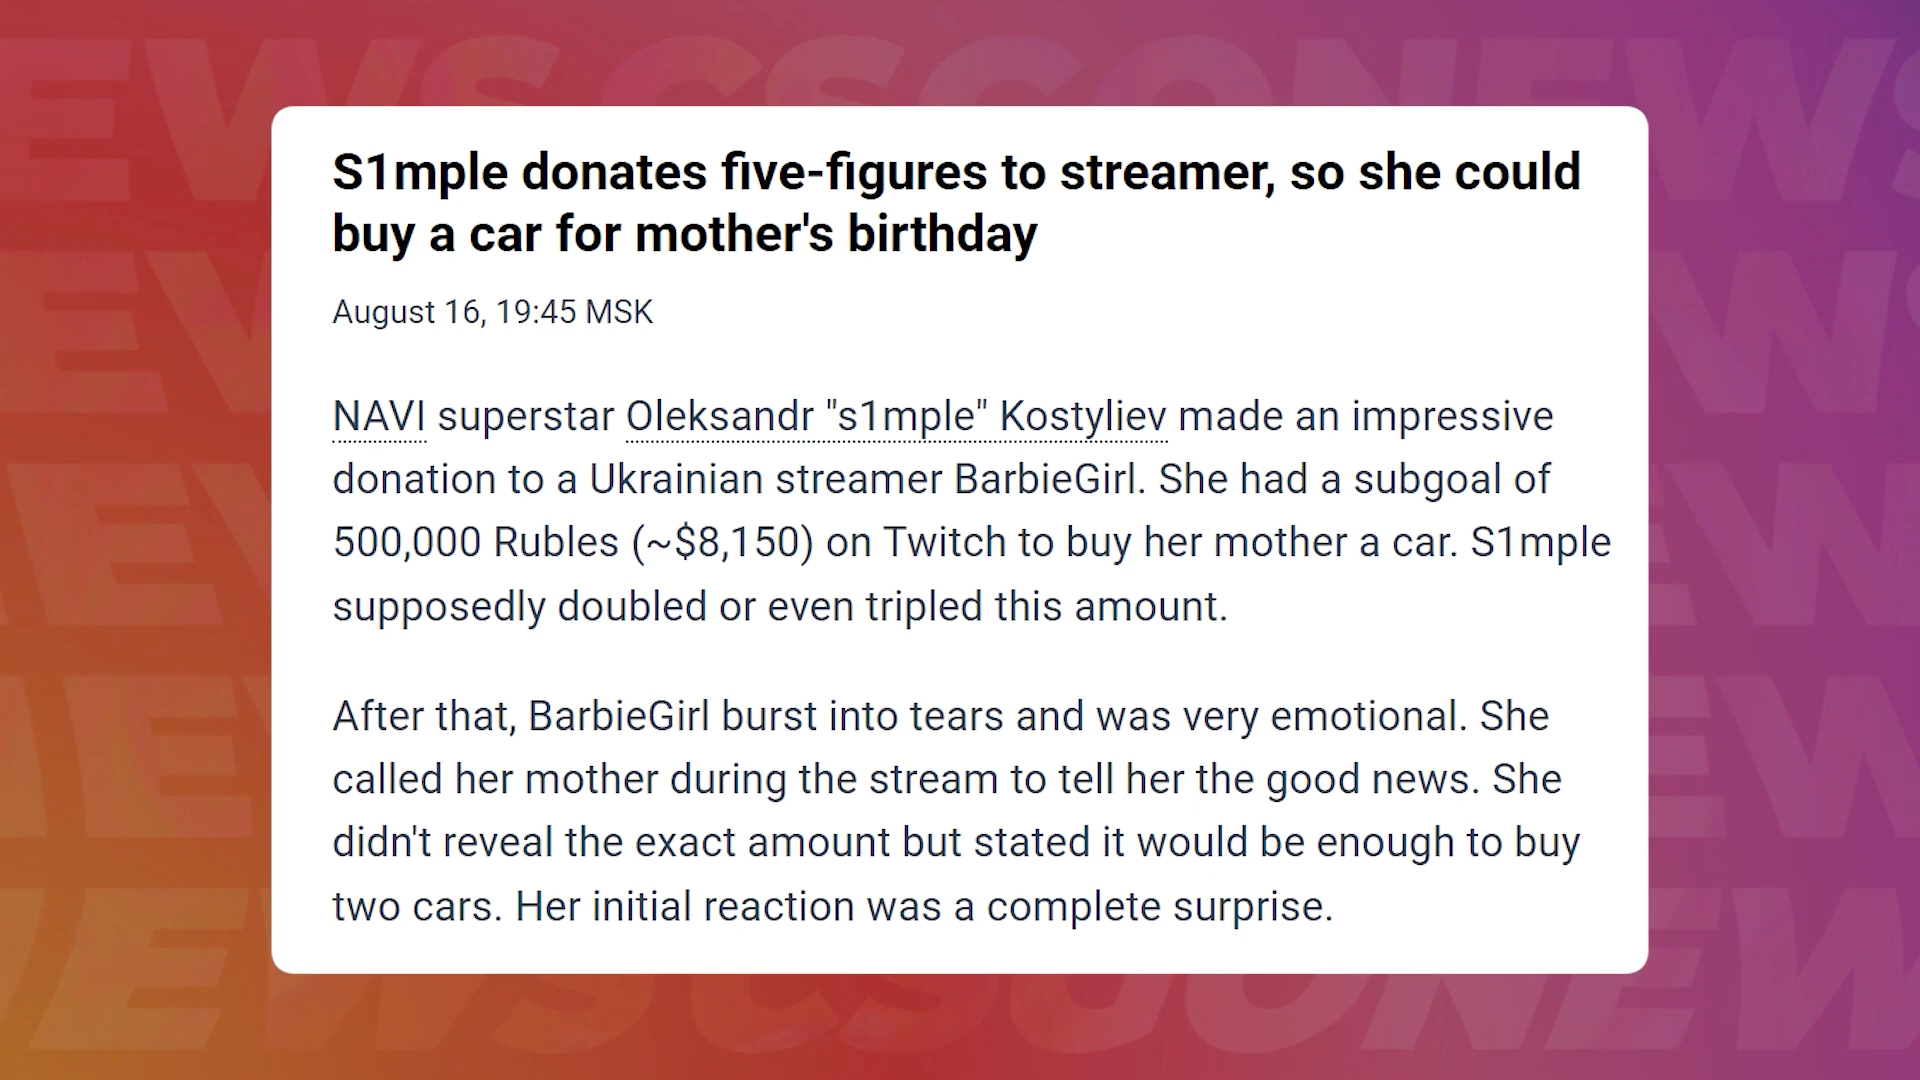 EWS CSGONEWS
S1mple donates five-figures to streamer, so she could
buy a car for mother's birthday
August 16, 19:45 MSK
NAVI superstar Oleksandr "s1mple" Kostyliev made an impressive
donation to a Ukrainian streamer BarbieGirl. She had a subgoal of
500,000 Rubles (~$8,150) on Twitch to buy her mother a car. S1mple
supposedly doubled or even tripled this amount.
After that, BarbieGirl burst into tears and was very emotional. She
called her mother during the stream to tell her the good news. She
didn't reveal the exact amount but stated it would be enough to buy
two cars. Her initial reaction was a complete surprise.
NEWS CSGONEW